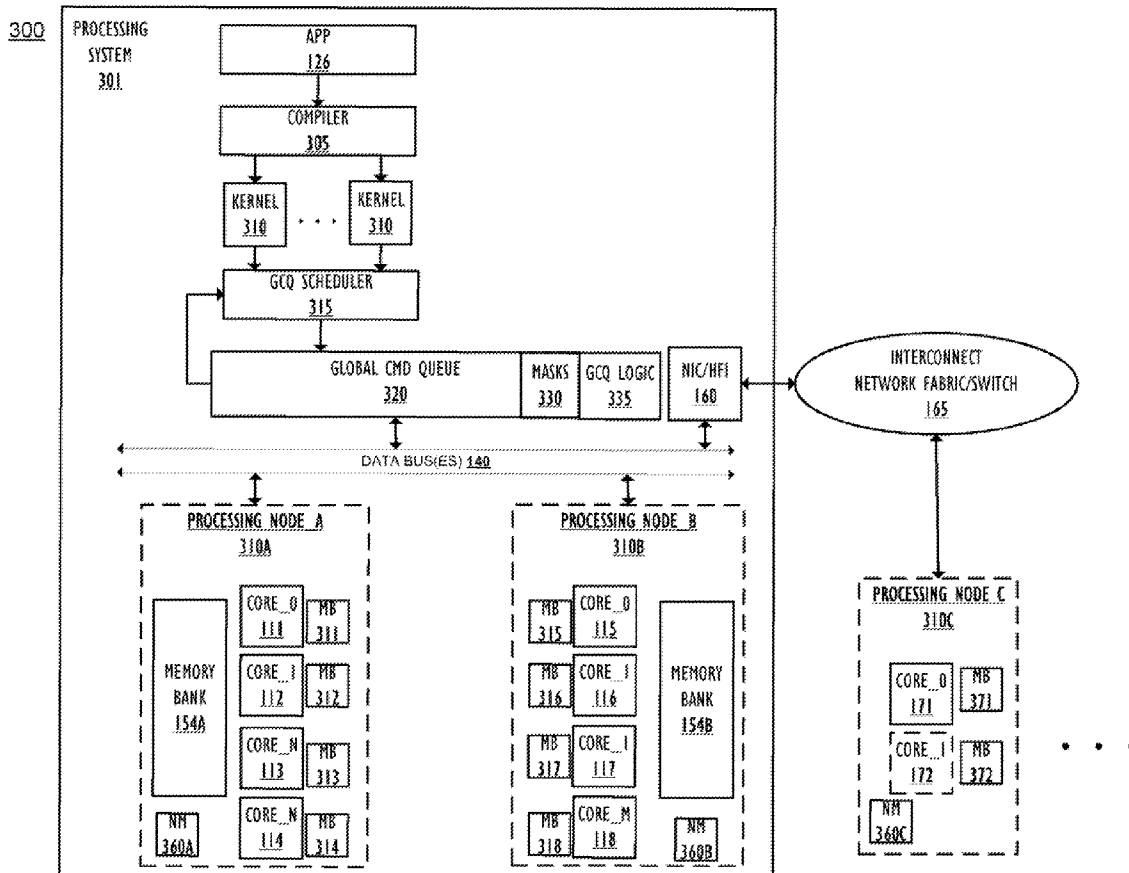 300
PROCESSING
SYSTEM
301
APP
126
COMPILER
305
KERNEL
310
. . .
KERNEL
310
GCQ SCHEDULER
315
GLOBAL CMD QUEUE
320
MASKS
330
GCQ LOGIC
335
NIC/HFI
160
INTERCONNECT
NETWORK FABRIC/SWITCH
165
DATA BUS(ES) 140
PROCESSING NODE_A
310A
MEMORY
BANK
154A
CORE_0
111
MB
311
CORE_1
112
MB
312
CORE_N
113
MB
313
CORE_N
114
MB
314
NM
360A
PROCESSING NODE_B
310B
MB
315
CORE_0
115
MB
316
CORE_1
116
MB
317
CORE_1
117
MB
318
CORE_M
118
MEMORY
BANK
154B
NM
360B
PROCESSING NODE C
310C
CORE_0
171
MB
371
CORE_1
172
MB
372
NM
360C
. . .